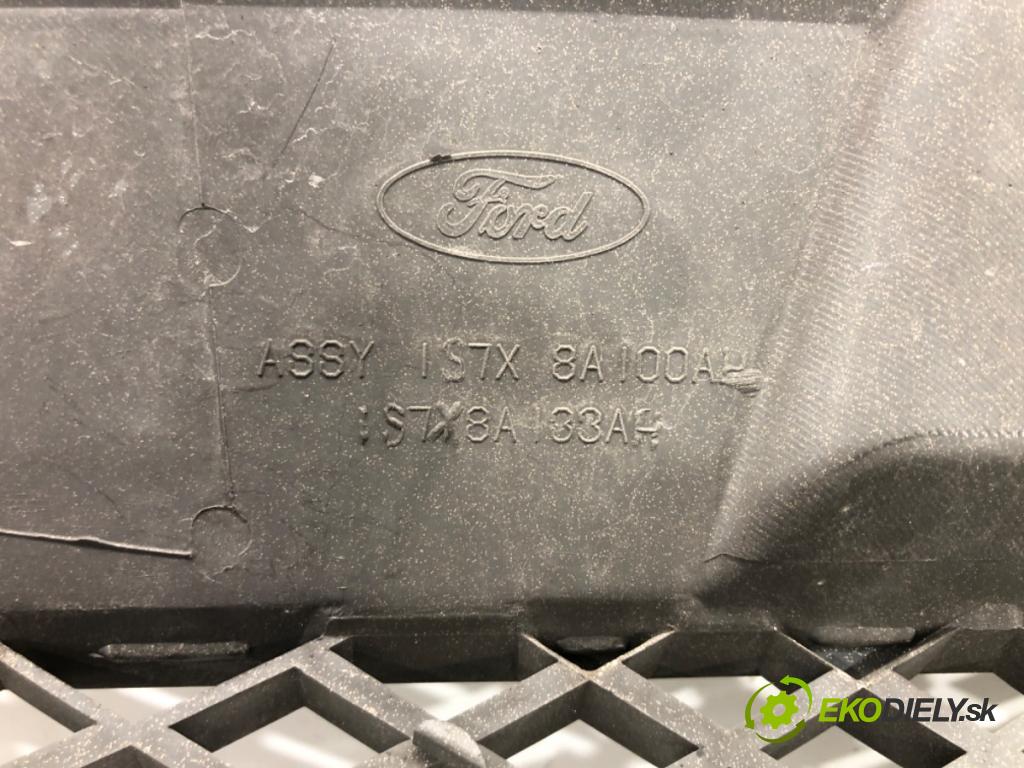 Ford
ASSY 1S7X 8A100AH
1S7X8A133AH
EKODIELY.sk